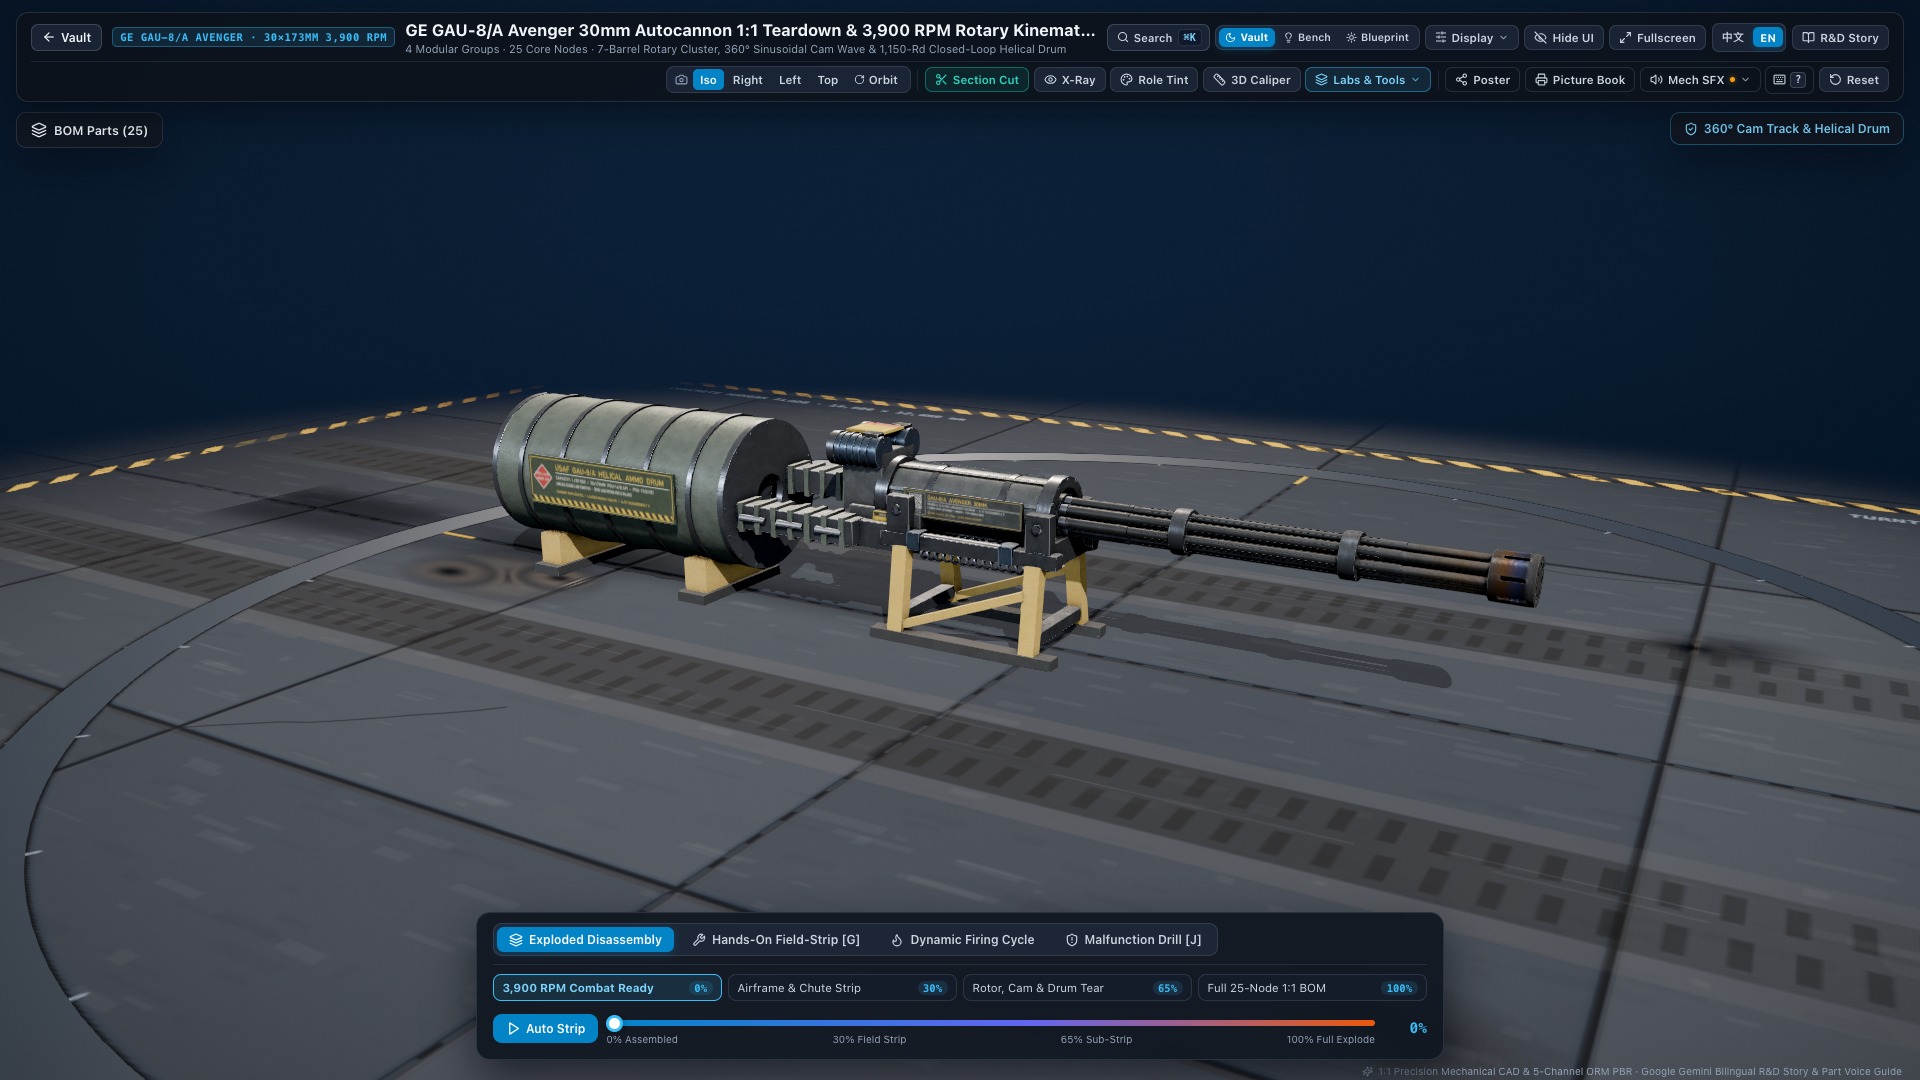 Vault
GE GAU-8/A AVENGER · 30×173MM 3,900 RPM
GE GAU-8/A Avenger 30mm Autocannon 1:1 Teardown & 3,900 RPM Rotary Kinemat...
4 Modular Groups · 25 Core Nodes · 7-Barrel Rotary Cluster, 360° Sinusoidal Cam Wave & 1,150-Rd Closed-Loop Helical Drum
Search ⌘K
Vault Bench Blueprint
Display
Hide UI
Fullscreen
中文 EN
R&D Story
Iso Right Left Top Orbit
Section Cut
X-Ray
Role Tint
3D Caliper
Labs & Tools
Poster
Picture Book
Mech SFX
?
Reset
BOM Parts (25)
360° Cam Track & Helical Drum
USAF GAU-8/A HELICAL AMMO DRUM
GAU-8/A AVENGER 30MM
Exploded Disassembly
Hands-On Field-Strip [G]
Dynamic Firing Cycle
Malfunction Drill [J]
3,900 RPM Combat Ready 0%
Airframe & Chute Strip 30%
Rotor, Cam & Drum Tear 65%
Full 25-Node 1:1 BOM 100%
Auto Strip
0%
0% Assembled
30% Field Strip
65% Sub-Strip
100% Full Explode
1:1 Precision Mechanical CAD & 5-Channel ORM PBR · Google Gemini Bilingual R&D Story & Part Voice Guide